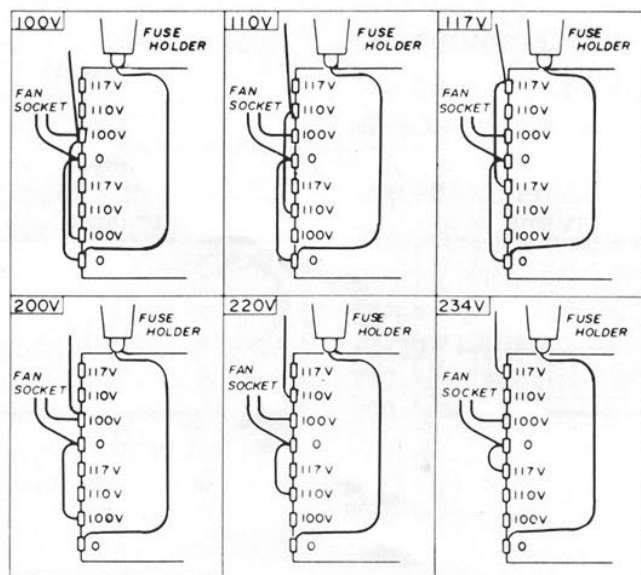 100V
FUSE
HOLDER
FAN
SOCKET
117V
110V
100V
0
117V
110V
100V
0
110V
FUSE
HOLDER
FAN
SOCKET
117V
110V
100V
0
117V
110V
100V
0
117V
FUSE
HOLDER
FAN
SOCKET
117V
110V
100V
0
117V
110V
100V
0
200V
FUSE
HOLDER
FAN
SOCKET
117V
110V
100V
0
117V
110V
100V
0
220V
FUSE
HOLDER
FAN
SOCKET
117V
110V
100V
0
117V
110V
100V
0
234V
FUSE
HOLDER
FAN
SOCKET
117V
110V
100V
0
117V
110V
100V
0